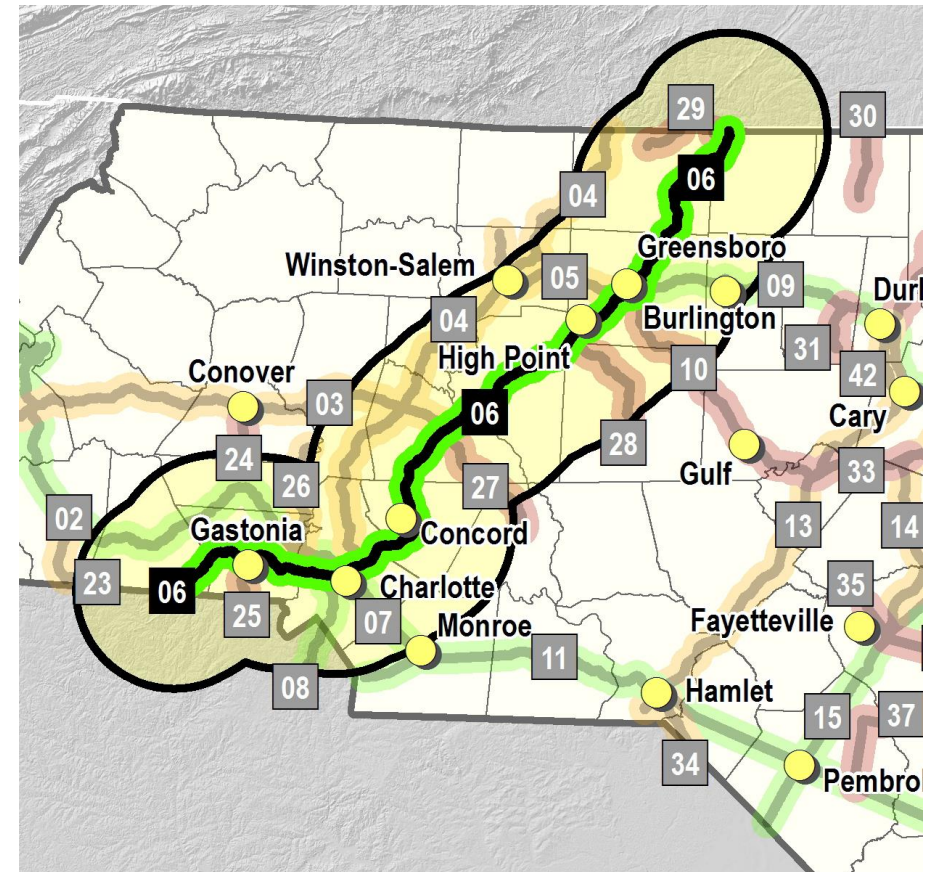 29
30
06
04
Greensboro
Winston-Salem
05
09
Durl
04
Burlington
31
High Point
10
42
Conover
03
06
Cary
24
28
Gulf
33
26
27
02
Gastonia
13
14
Concord
23
06
Charlotte
35
25
07
Monroe
Fayetteville
11
08
Hamlet
15
37
34
Pembro